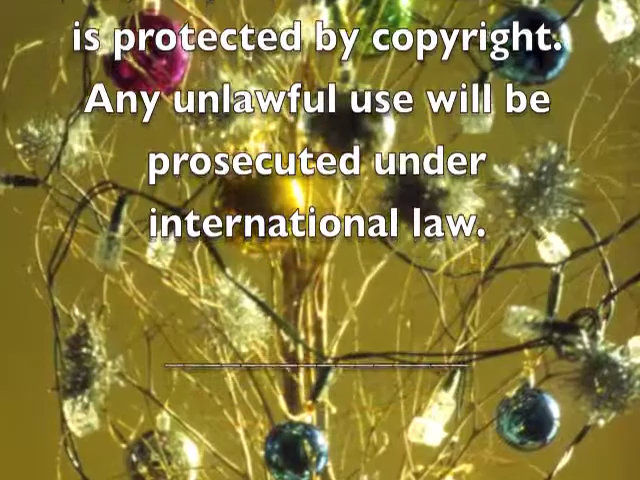 is protected by copyright.
Any unlawful use will be
prosecuted under
international law.